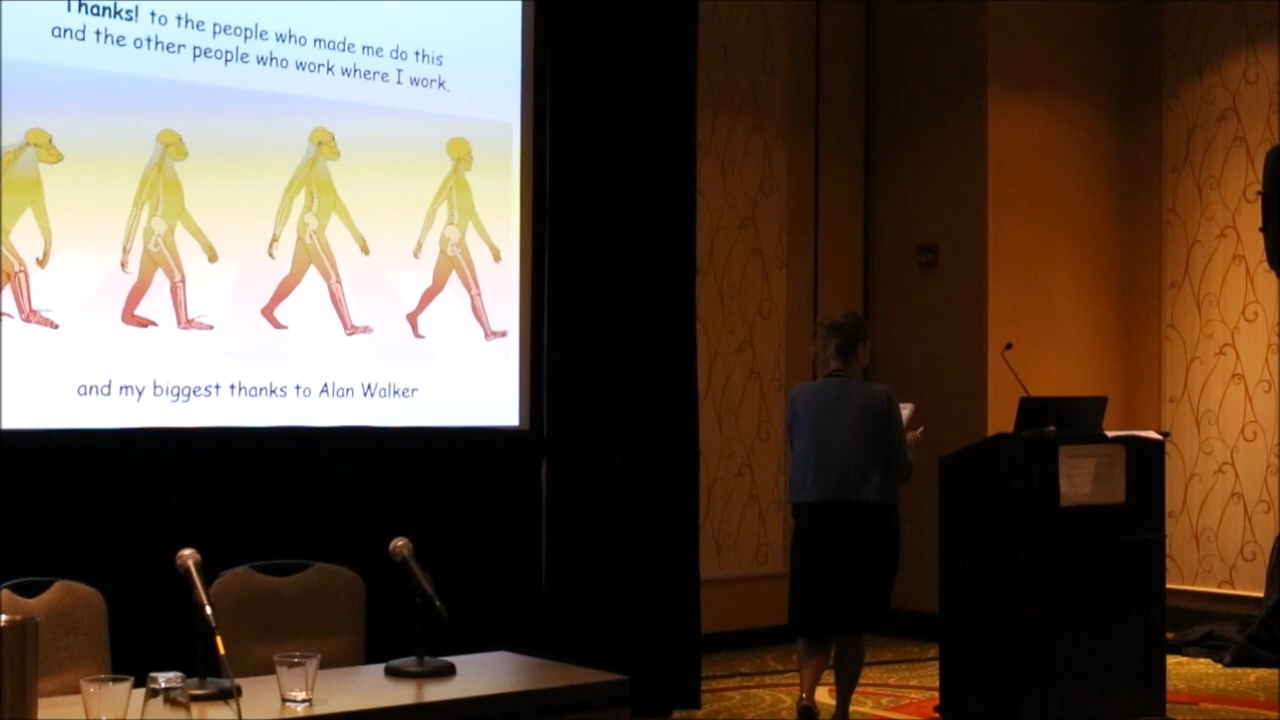 Thanks! to the people who made me do this
and the other people who work where I work.
and my biggest thanks to Alan Walker